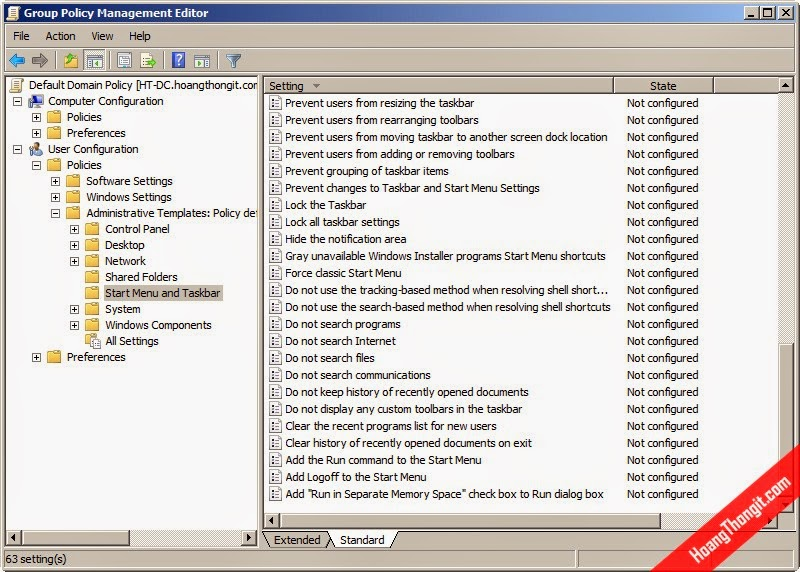 Group Policy Management Editor
File Action View Help
Default Domain Policy [HT-DC.hoangthongit.com
Computer Configuration
Policies
Preferences
User Configuration
Policies
Software Settings
Windows Settings
Administrative Templates: Policy def
Control Panel
Desktop
Network
Shared Folders
Start Menu and Taskbar
System
Windows Components
All Settings
Preferences
Setting State
Prevent users from resizing the taskbar Not configured
Prevent users from rearranging toolbars Not configured
Prevent users from moving taskbar to another screen dock location Not configured
Prevent users from adding or removing toolbars Not configured
Prevent grouping of taskbar items Not configured
Prevent changes to Taskbar and Start Menu Settings Not configured
Lock the Taskbar Not configured
Lock all taskbar settings Not configured
Hide the notification area Not configured
Gray unavailable Windows Installer programs Start Menu shortcuts Not configured
Force classic Start Menu Not configured
Do not use the tracking-based method when resolving shell short... Not configured
Do not use the search-based method when resolving shell shortcuts Not configured
Do not search programs Not configured
Do not search Internet Not configured
Do not search files Not configured
Do not search communications Not configured
Do not keep history of recently opened documents Not configured
Do not display any custom toolbars in the taskbar Not configured
Clear the recent programs list for new users Not configured
Clear history of recently opened documents on exit Not configured
Add the Run command to the Start Menu Not configured
Add Logoff to the Start Menu Not configured
Add "Run in Separate Memory Space" check box to Run dialog box Not configured
Extended Standard
63 setting(s)
HoangThongit.com